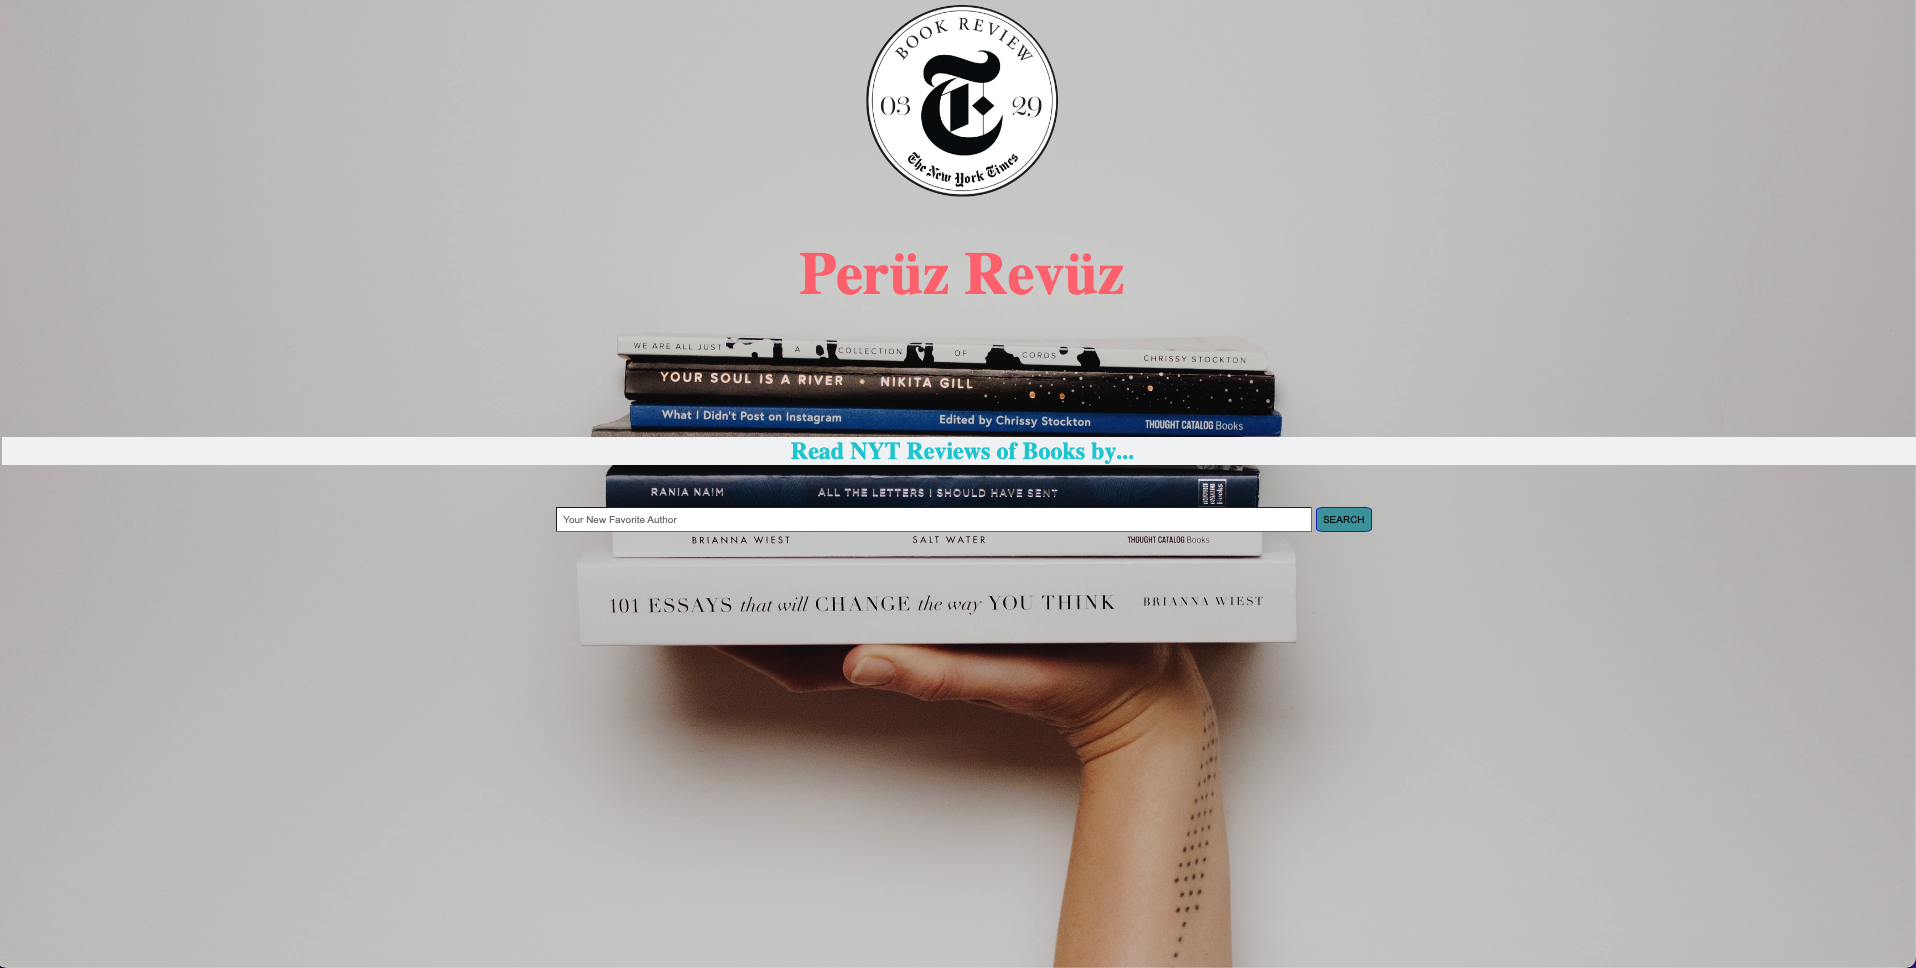 BOOK REVIEW
03 29
The New York Times
Perüz Revüz
WE ARE ALL JUST A COLLECTION OF CORDS CHRISSY STOCKTON
YOUR SOUL IS A RIVER • NIKITA GILL
What I Didn't Post on Instagram Edited by Chrissy Stockton THOUGHT CATALOG Books
Read NYT Reviews of Books by...
RANIA NAIM ALL THE LETTERS I SHOULD HAVE SENT
Your New Favorite Author SEARCH
BRIANNA WIEST SALT WATER THOUGHT CATALOG Books
101 ESSAYS that will CHANGE the way YOU THINK BRIANNA WIEST